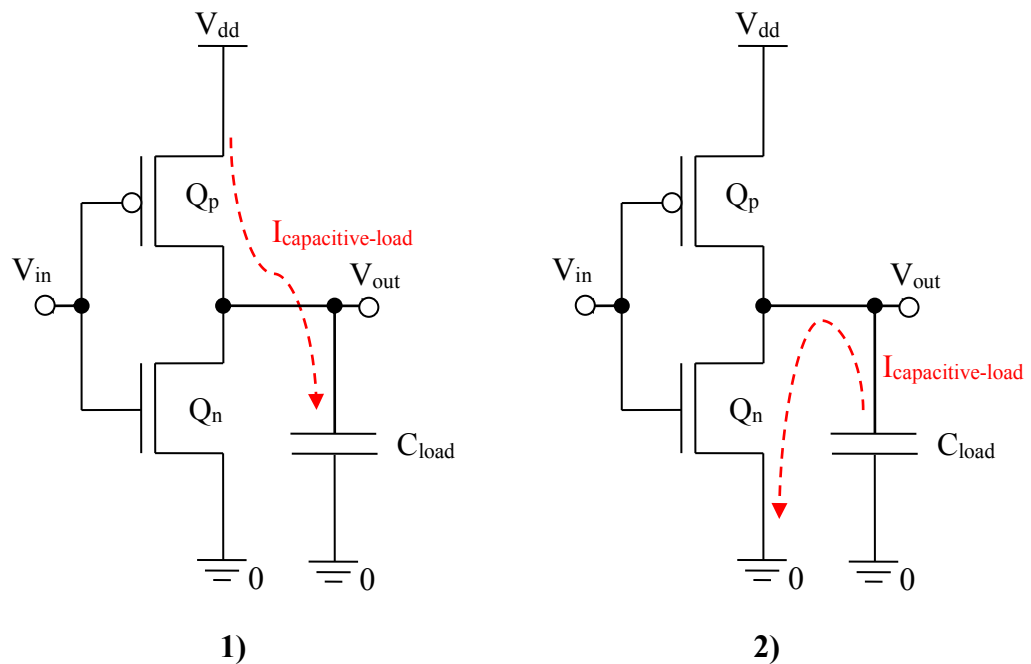 Vdd
Qp
Icapacitive-load
Vin
Vout
Qn
Cload
0
0
1)
Vdd
Qp
Vin
Vout
Icapacitive-load
Qn
Cload
0
0
2)